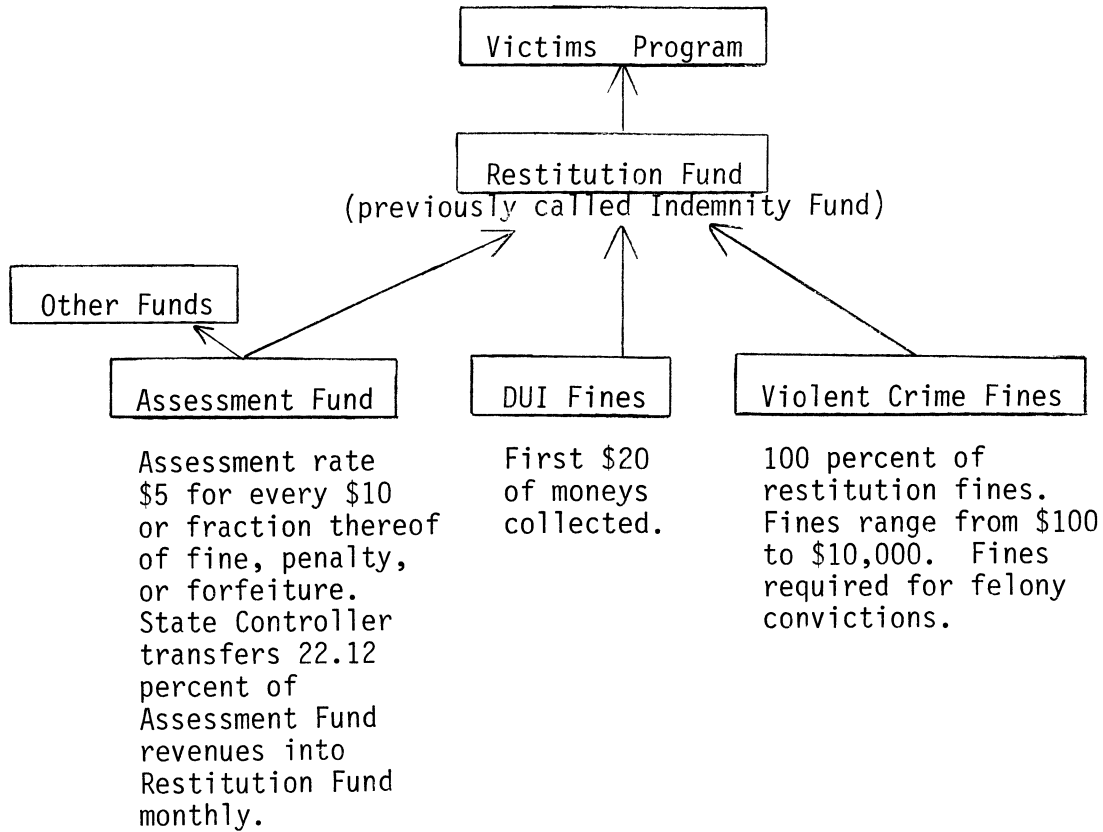 Victims Program
Restitution Fund
(previously called Indemnity Fund)
Other Funds
Assessment Fund
DUI Fines
Violent Crime Fines
Assessment rate
$5 for every $10
or fraction thereof
of fine, penalty,
or forfeiture.
State Controller
transfers 22.12
percent of
Assessment Fund
revenues into
Restitution Fund
monthly.
First $20
of moneys
collected.
100 percent of
restitution fines.
Fines range from $100
to $10,000. Fines
required for felony
convictions.